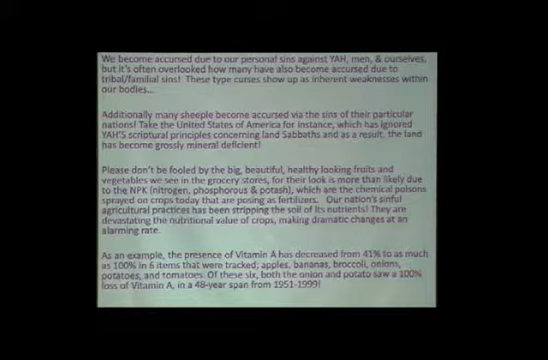 We become accursed due to our personal sins against YAH, men, & ourselves,
but it's often overlooked how many have also become accursed due to
tribal/familial sins! These type curses show up as inherent weaknesses within
our bodies...
Additionally many sheeple become accursed via the sins of their particular
nations! Take the United States of America for instance, which has ignored
YAH'S scriptural principles concerning land Sabbaths and as a result, the land
has become grossly mineral deficient!
Please don't be fooled by the big, beautiful, healthy looking fruits and
vegetables we see in the grocery stores, for their look is more than likely due
to the NPK (nitrogen, phosphorous & potash), which are the chemical poisons
sprayed on crops today that are posing as fertilizers. Our nation's sinful
agricultural practices has been stripping the soil of its nutrients! They are
devastating the nutritional value of crops, making dramatic changes at an
alarming rate.
As an example, the presence of Vitamin A has decreased from 41% to as much
as 100% in 6 items that were tracked, apples, bananas, broccoli, onions,
potatoes, and tomatoes. Of these six, both the onion and potato saw a 100%
loss of Vitamin A, in a 48-year span from 1951-1999!